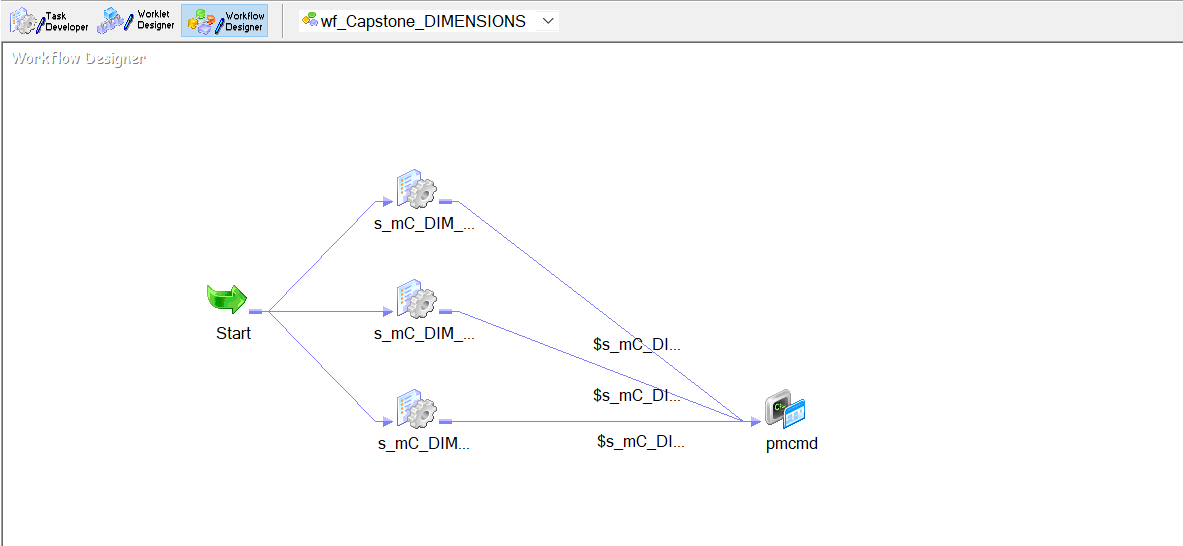 Task
Developer
Worklet
Designer
Workflow
Designer
wf_Capstone_DIMENSIONS
Workflow Designer
s_mC_DIM_...
Start
s_mC_DIM_...
$s_mC_DI...
$s_mC_DI...
s_mC_DIM...
$s_mC_DI...
pmcmd